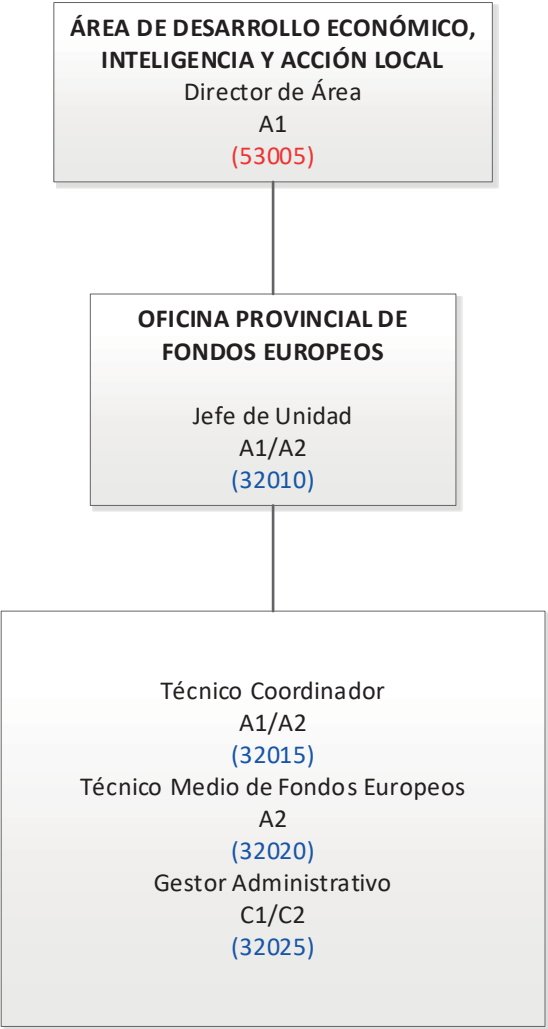 ÁREA DE DESARROLLO ECONÓMICO,
INTELIGENCIA Y ACCIÓN LOCAL
Director de Área
A1
(53005)
OFICINA PROVINCIAL DE
FONDOS EUROPEOS
Jefe de Unidad
A1/A2
(32010)
Técnico Coordinador
A1/A2
(32015)
Técnico Medio de Fondos Europeos
A2
(32020)
Gestor Administrativo
C1/C2
(32025)